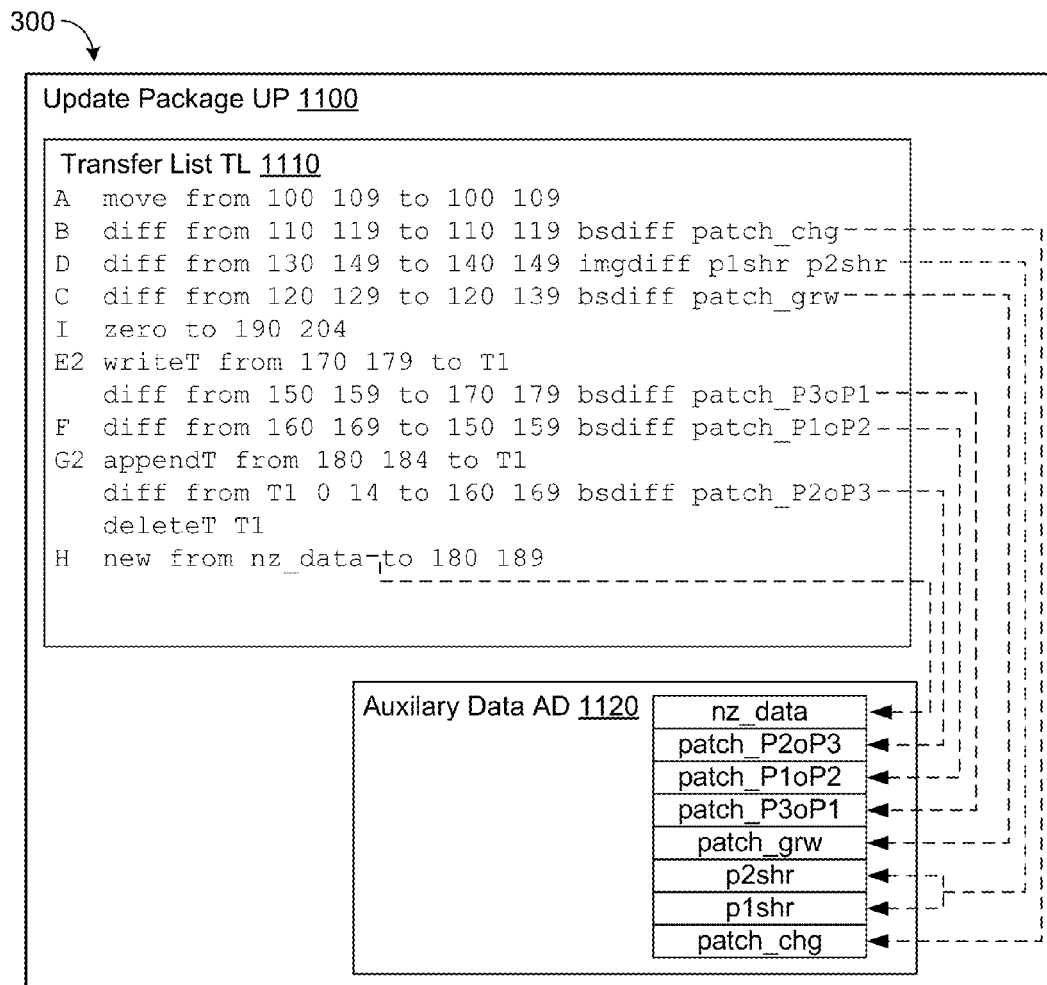 300
Update Package UP 1100
Transfer List TL 1110
A move from 100 109 to 100 109
B diff from 110 119 to 110 119 bsdiff patch_chg
D diff from 130 149 to 140 149 imgdiff p1shr p2shr
C diff from 120 129 to 120 139 bsdiff patch_grw
I zero to 190 204
E2 writeT from 170 179 to T1
diff from 150 159 to 170 179 bsdiff patch_P3oP1
F diff from 160 169 to 150 159 bsdiff patch_P1oP2
G2 appendT from 180 184 to T1
diff from T1 0 14 to 160 169 bsdiff patch_P2oP3
deleteT T1
H new from nz_data to 180 189
Auxilary Data AD 1120
nz_data
patch_P2oP3
patch_P1oP2
patch_P3oP1
patch_grw
p2shr
p1shr
patch_chg